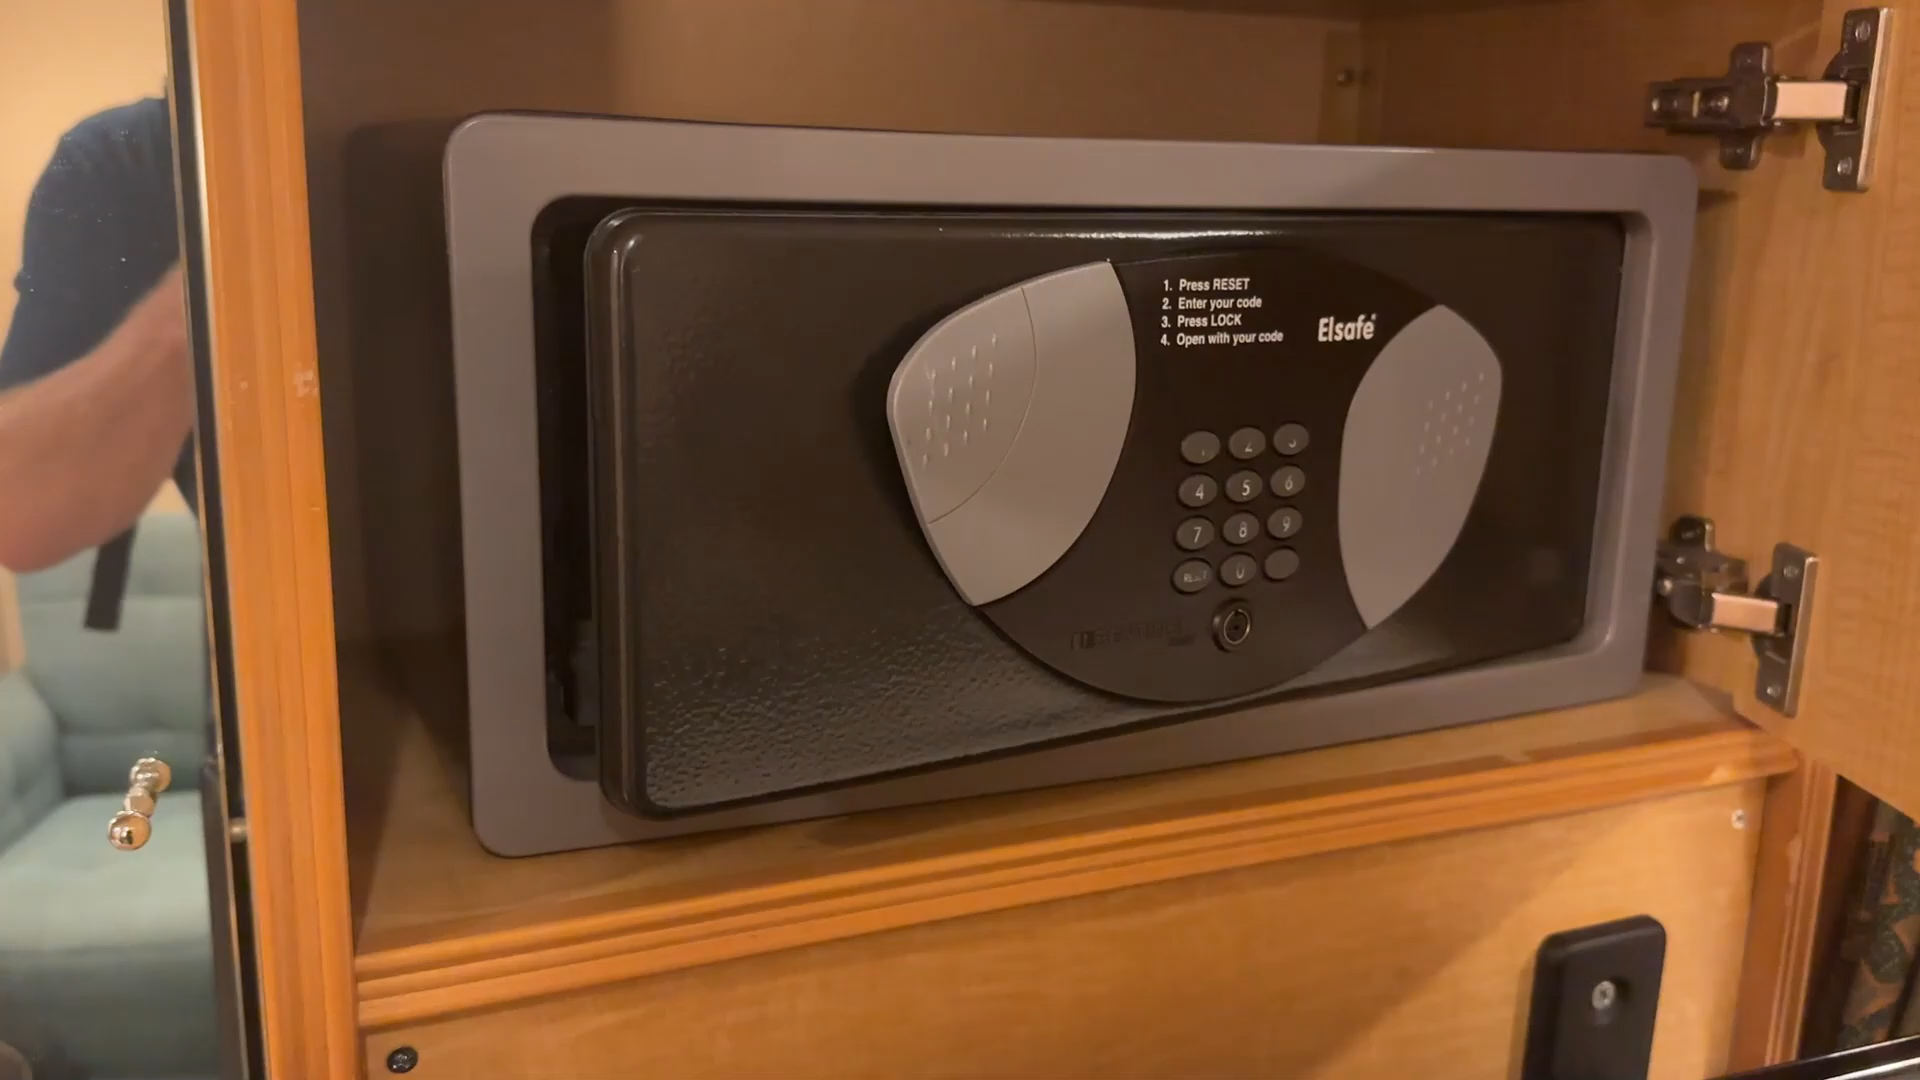 1. Press RESET
2. Enter your code
3. Press LOCK
4. Open with your code
Elsafe
2 3
4 5 6
7 8 9
RESET 0